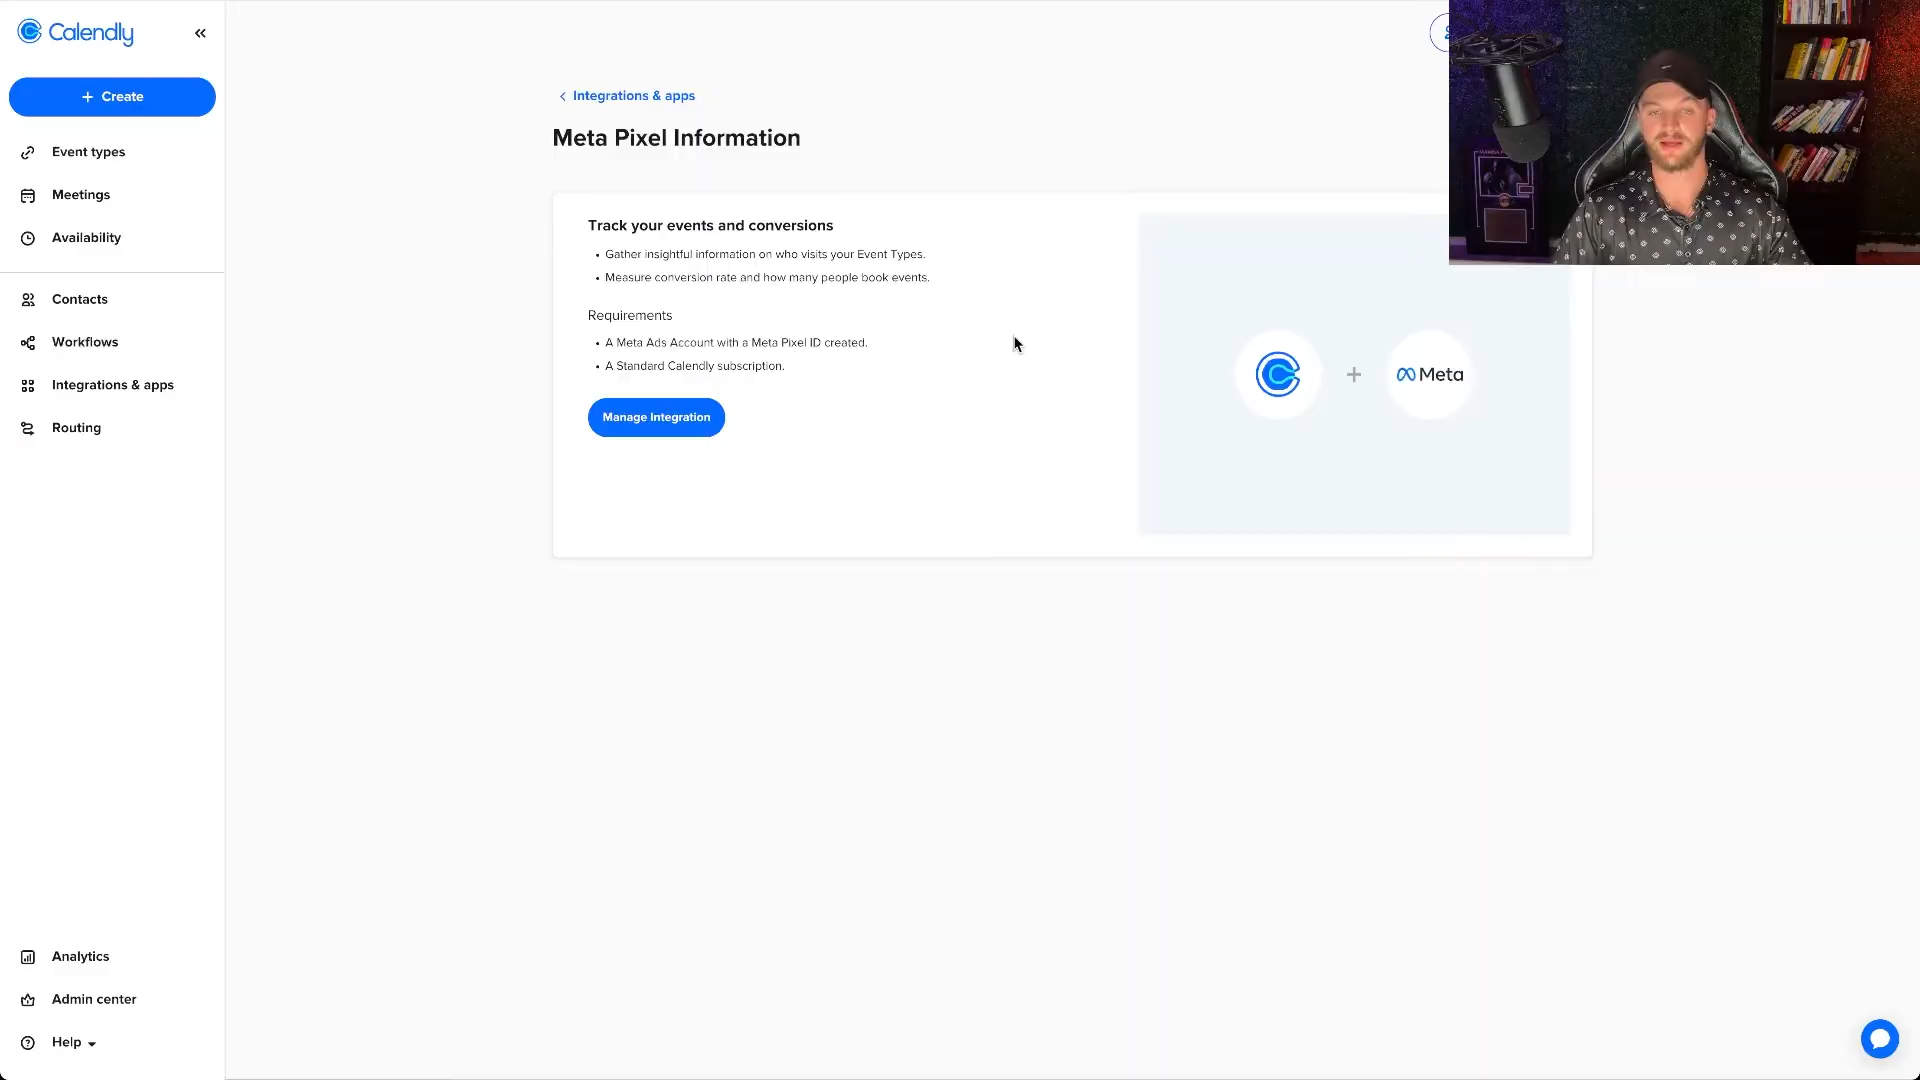 Calendly
+ Create
Event types
Meetings
Availability
Contacts
Workflows
Integrations & apps
Routing
Analytics
Admin center
Help
Integrations & apps
Meta Pixel Information
Track your events and conversions
• Gather insightful information on who visits your Event Types.
• Measure conversion rate and how many people book events.
Requirements
• A Meta Ads Account with a Meta Pixel ID created.
• A Standard Calendly subscription.
Manage Integration
+
Meta